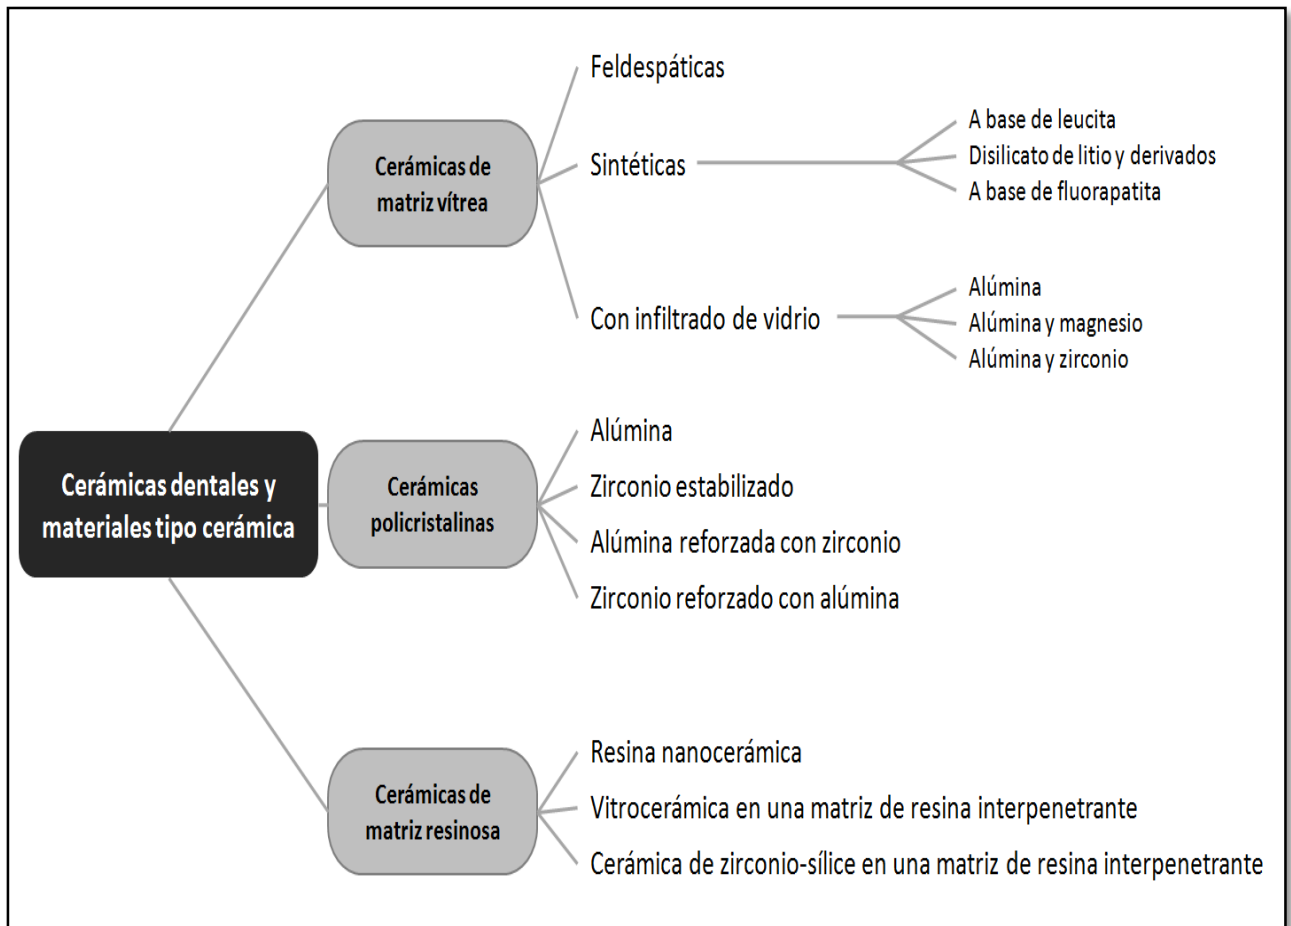 Cerámicas dentales y
materiales tipo cerámica
Cerámicas de
matriz vítrea
Feldespáticas
Sintéticas
A base de leucita
Disilicato de litio y derivados
A base de fluorapatita
Con infiltrado de vidrio
Alúmina
Alúmina y magnesio
Alúmina y zirconio
Cerámicas
policristalinas
Alúmina
Zirconio estabilizado
Alúmina reforzada con zirconio
Zirconio reforzado con alúmina
Cerámicas de
matriz resinosa
Resina nanocerámica
Vitrocerámica en una matriz de resina interpenetrante
Cerámica de zirconio-sílice en una matriz de resina interpenetrante